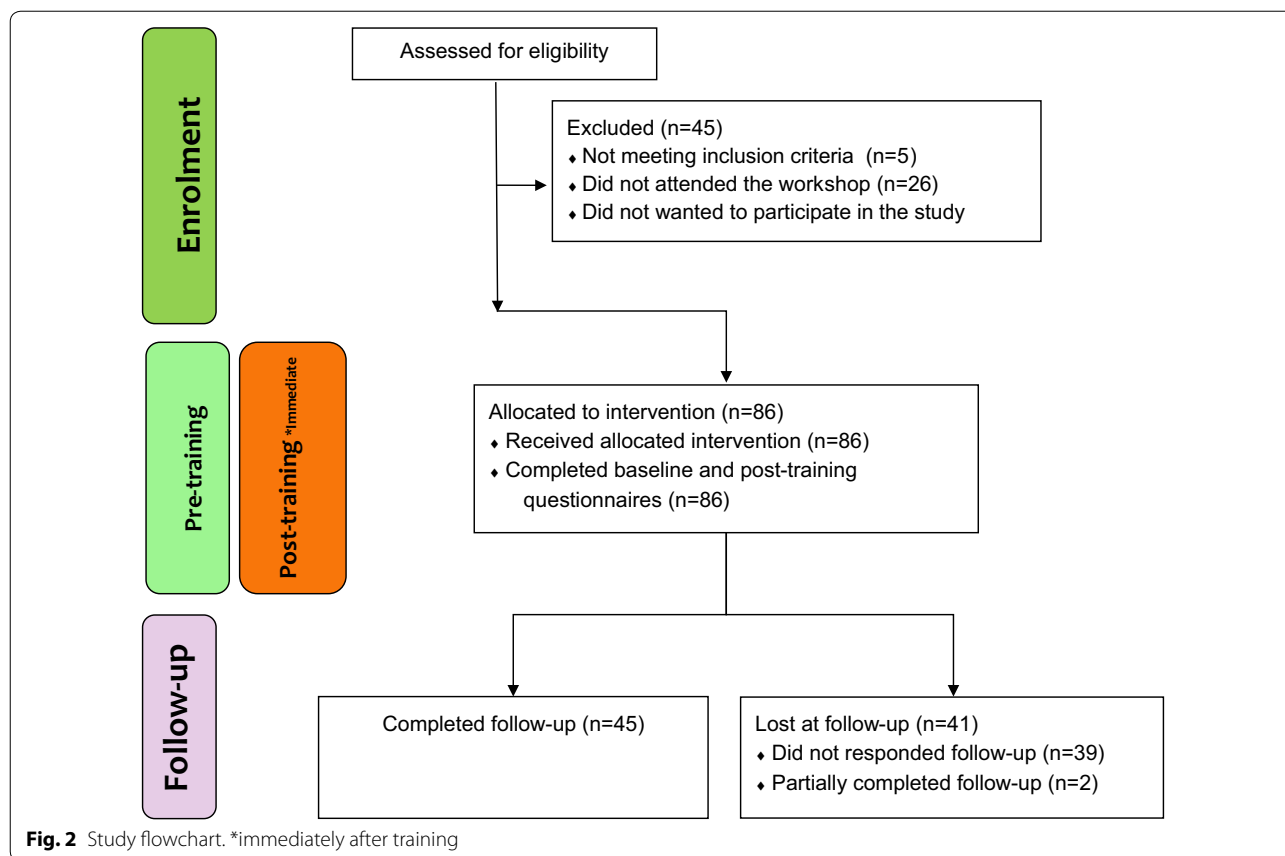 Enrolment
Assessed for eligibility
Excluded (n=45)
♦ Not meeting inclusion criteria (n=5)
♦ Did not attended the workshop (n=26)
♦ Did not wanted to participate in the study
Pre-training
Post-training *Immediate
Allocated to intervention (n=86)
♦ Received allocated intervention (n=86)
♦ Completed baseline and post-training
questionnaires (n=86)
Follow-up
Completed follow-up (n=45)
Lost at follow-up (n=41)
♦ Did not responded follow-up (n=39)
♦ Partially completed follow-up (n=2)
Fig. 2 Study flowchart. *immediately after training